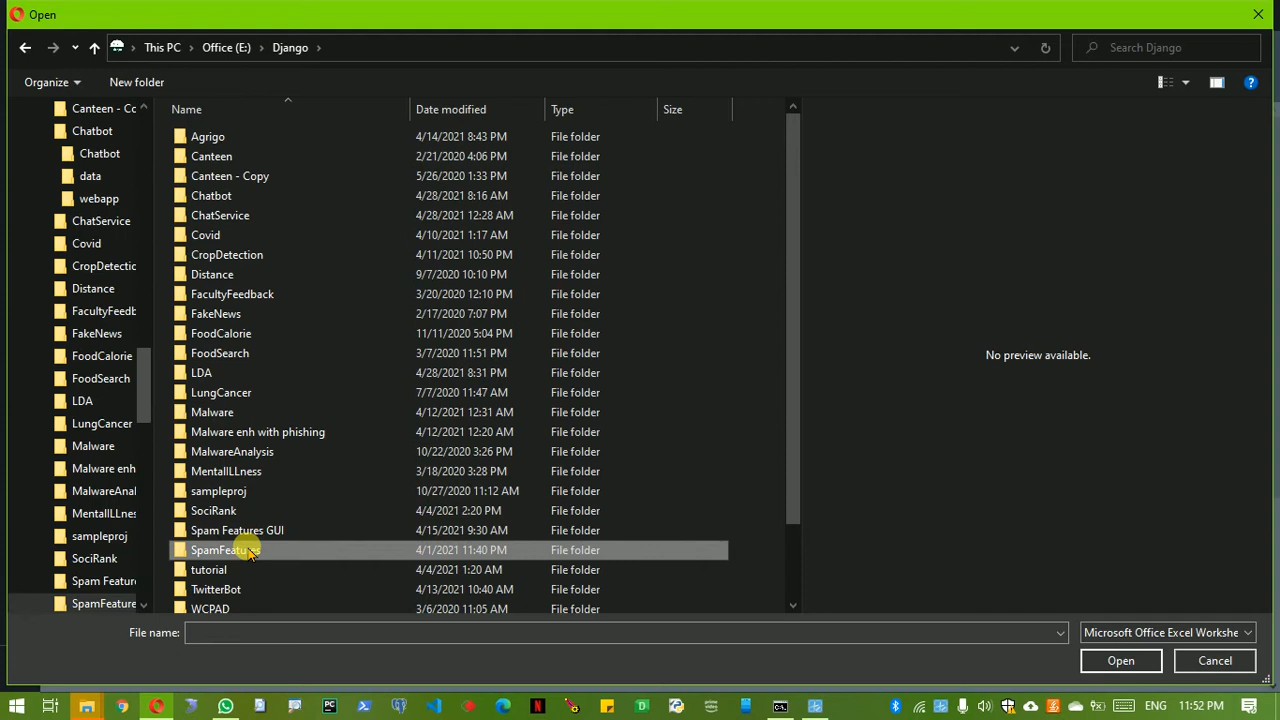 Open
This PC > Office (E:) > Django >
Search Django
Organize
New folder
Canteen - Cc
Chatbot
Chatbot
data
webapp
ChatService
Covid
CropDetectic
Distance
FacultyFeedb
FakeNews
FoodCalorie
FoodSearch
LDA
LungCancer
Malware
Malware enh
MalwareAnal
MentalILLnes
sampleproj
SociRank
Spam Feature
SpamFeature
Name Date modified Type Size
Agrigo 4/14/2021 8:43 PM File folder
Canteen 2/21/2020 4:06 PM File folder
Canteen - Copy 5/26/2020 1:33 PM File folder
Chatbot 4/28/2021 8:16 AM File folder
ChatService 4/28/2021 12:28 AM File folder
Covid 4/10/2021 1:17 AM File folder
CropDetection 4/11/2021 10:50 PM File folder
Distance 9/7/2020 10:10 PM File folder
FacultyFeedback 3/20/2020 12:10 PM File folder
FakeNews 2/17/2020 7:07 PM File folder
FoodCalorie 11/11/2020 5:04 PM File folder
FoodSearch 3/7/2020 11:51 PM File folder
LDA 4/28/2021 8:31 PM File folder
LungCancer 7/7/2020 11:47 AM File folder
Malware 4/12/2021 12:31 AM File folder
Malware enh with phishing 4/12/2021 12:20 AM File folder
MalwareAnalysis 10/22/2020 3:26 PM File folder
MentalILLness 3/18/2020 3:28 PM File folder
sampleproj 10/27/2020 11:12 AM File folder
SociRank 4/4/2021 2:20 PM File folder
Spam Features GUI 4/15/2021 9:30 AM File folder
SpamFeatures 4/1/2021 11:40 PM File folder
tutorial 4/4/2021 1:20 AM File folder
TwitterBot 4/13/2021 10:40 AM File folder
WCPAD 3/6/2020 11:05 AM File folder
No preview available.
File name:
Microsoft Office Excel Workshe
Open
Cancel
ENG 11:52 PM